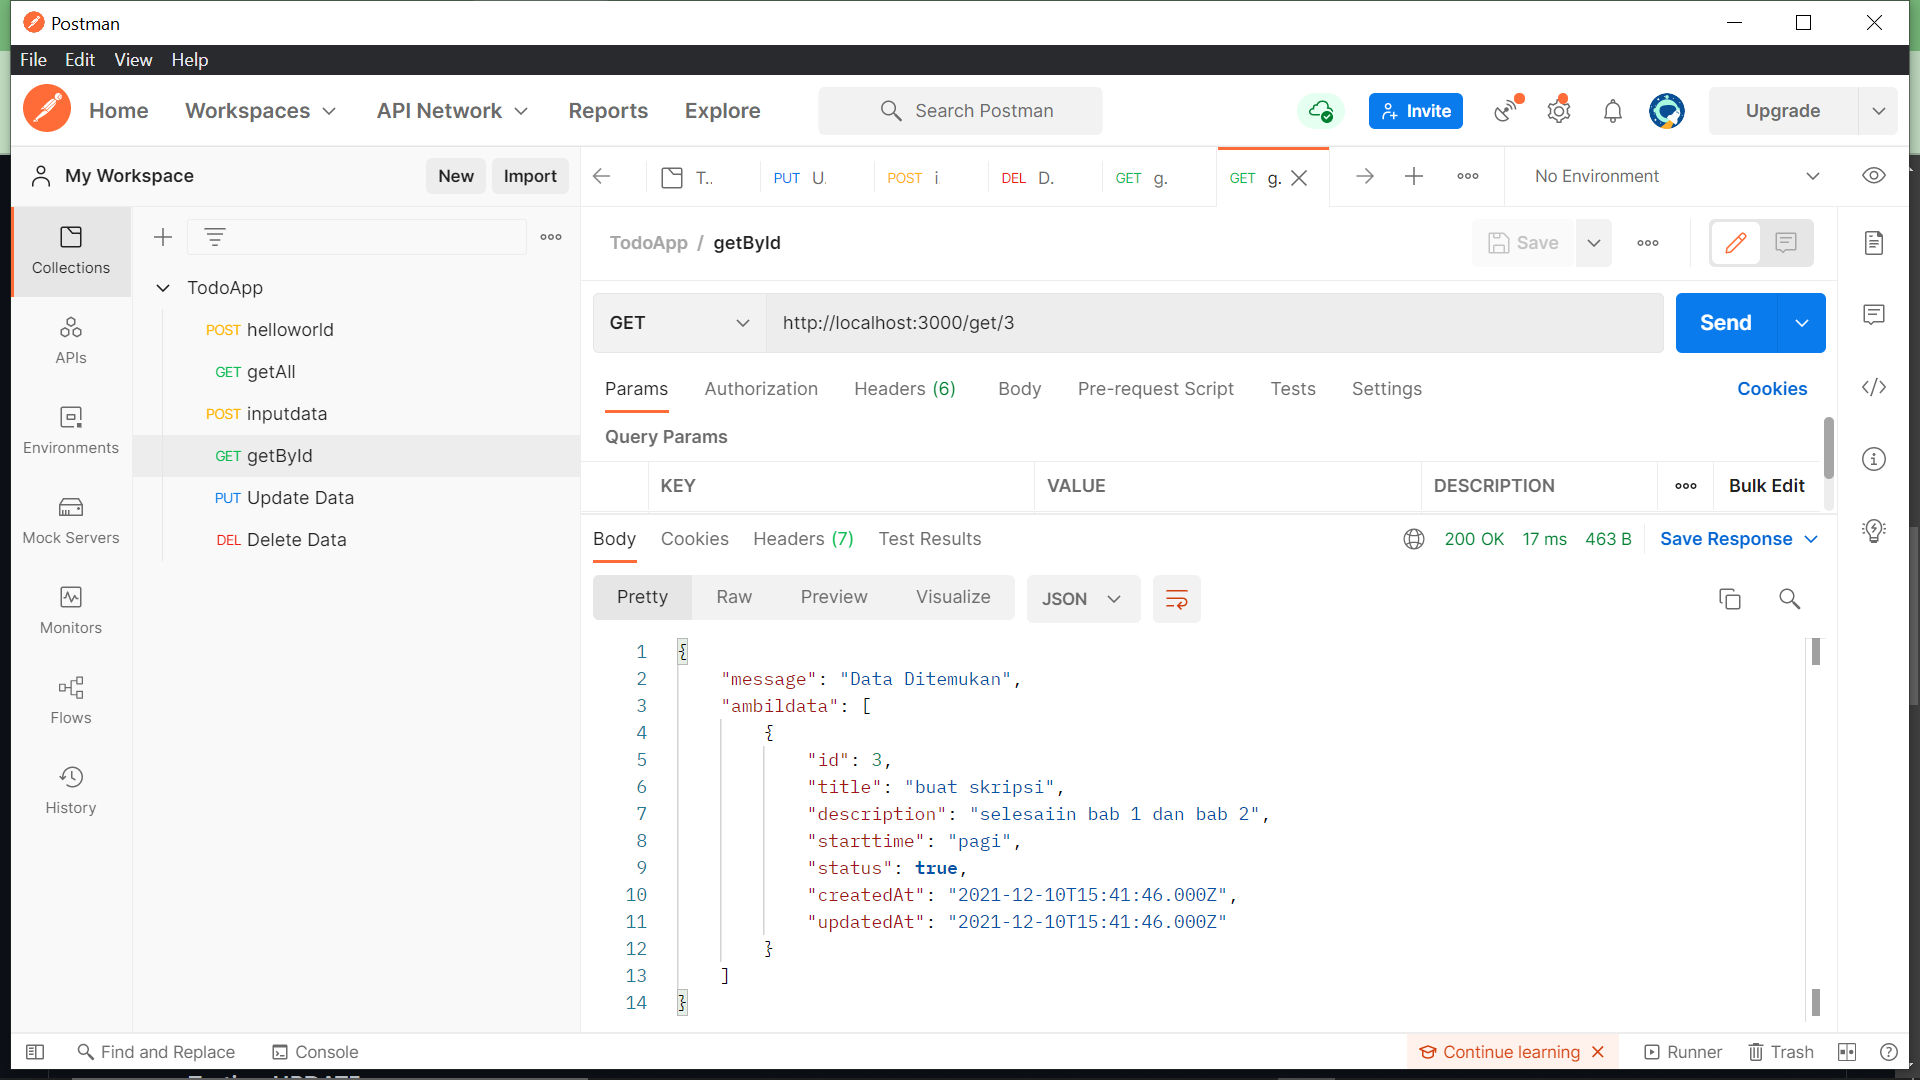 Postman
File Edit View Help
Home Workspaces API Network Reports Explore Search Postman Invite Upgrade
My Workspace New Import
T.. PUT U. POST i DEL D. GET g. GET g. No Environment
Collections
APIs
Environments
Mock Servers
Monitors
Flows
History
TodoApp
POST helloworld
GET getAll
POST inputdata
GET getById
PUT Update Data
DEL Delete Data
TodoApp / getById Save
GET http://localhost:3000/get/3 Send
Params Authorization Headers (6) Body Pre-request Script Tests Settings Cookies
Query Params
KEY VALUE DESCRIPTION Bulk Edit
Body Cookies Headers (7) Test Results 200 OK 17 ms 463 B Save Response
Pretty Raw Preview Visualize JSON
1 {
2 "message": "Data Ditemukan",
3 "ambildata": [
4 {
5 "id": 3,
6 "title": "buat skripsi",
7 "description": "selesaiin bab 1 dan bab 2",
8 "starttime": "pagi",
9 "status": true,
10 "createdAt": "2021-12-10T15:41:46.000Z",
11 "updatedAt": "2021-12-10T15:41:46.000Z"
12 }
13 ]
14 }
Find and Replace Console Continue learning Runner Trash